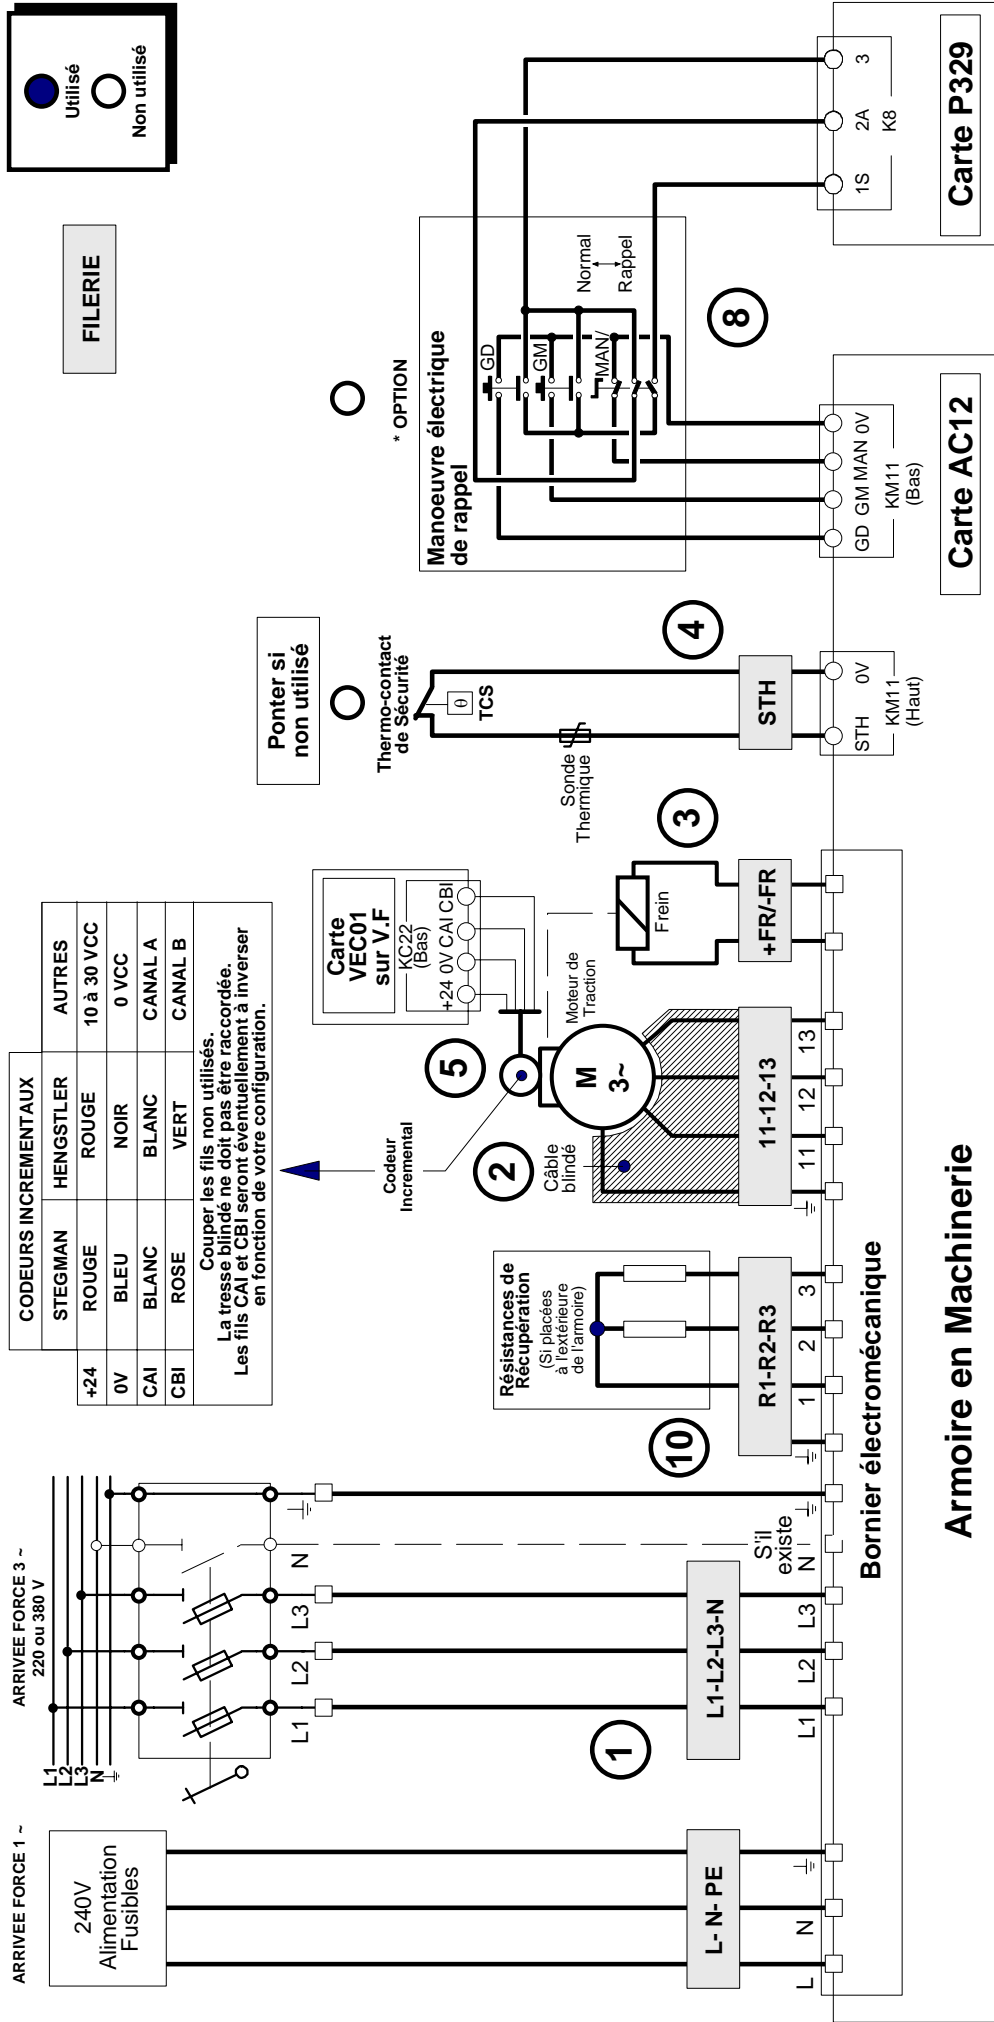 ARRIVEE FORCE 1 ~
240V
Alimentation
Fusibles
L- N- PE
L
N
ARRIVEE FORCE 3 ~
220 ou 380 V
L1
L2
L3
N
L1
L2
L3
N
1
L1-L2-L3-N
S'il
existe
L1
L2
L3
N
CODEURS INCREMENTAUX
STEGMAN HENGSTLER AUTRES
+24 ROUGE ROUGE 10 à 30 VCC
0V BLEU NOIR 0 VCC
CAI BLANC BLANC CANAL A
CBI ROSE VERT CANAL B
Couper les fils non utilisés.
La tresse blindé ne doit pas être raccordée.
Les fils CAI et CBI seront éventuellement à inverser
en fonction de votre configuration.
Résistances de
Récupération
(Si placées
à l'extérieure
de l'armoire)
10
R1-R2-R3
1
2
3
Codeur
Incremental
2
5
Câble
blindé
M
3~
Moteur de
Traction
11-12-13
11
12
13
Carte
VEC01
sur V.F
KC22
(Bas)
+24 0V CAI CBI
Frein
3
+FR/-FR
Bornier électromécanique
Ponter si
non utilisé
Thermo-contact
de Sécurité
θ
TCS
Sonde
Thermique
4
STH
STH 0V
KM11
(Haut)
FILERIE
Utilisé
Non utilisé
* OPTION
Manoeuvre électrique
de rappel
GD
GM
MAN/
Normal
Rappel
8
GD GM MAN 0V
KM11
(Bas)
Carte AC12
1S 2A 3
K8
Carte P329
Armoire en Machinerie